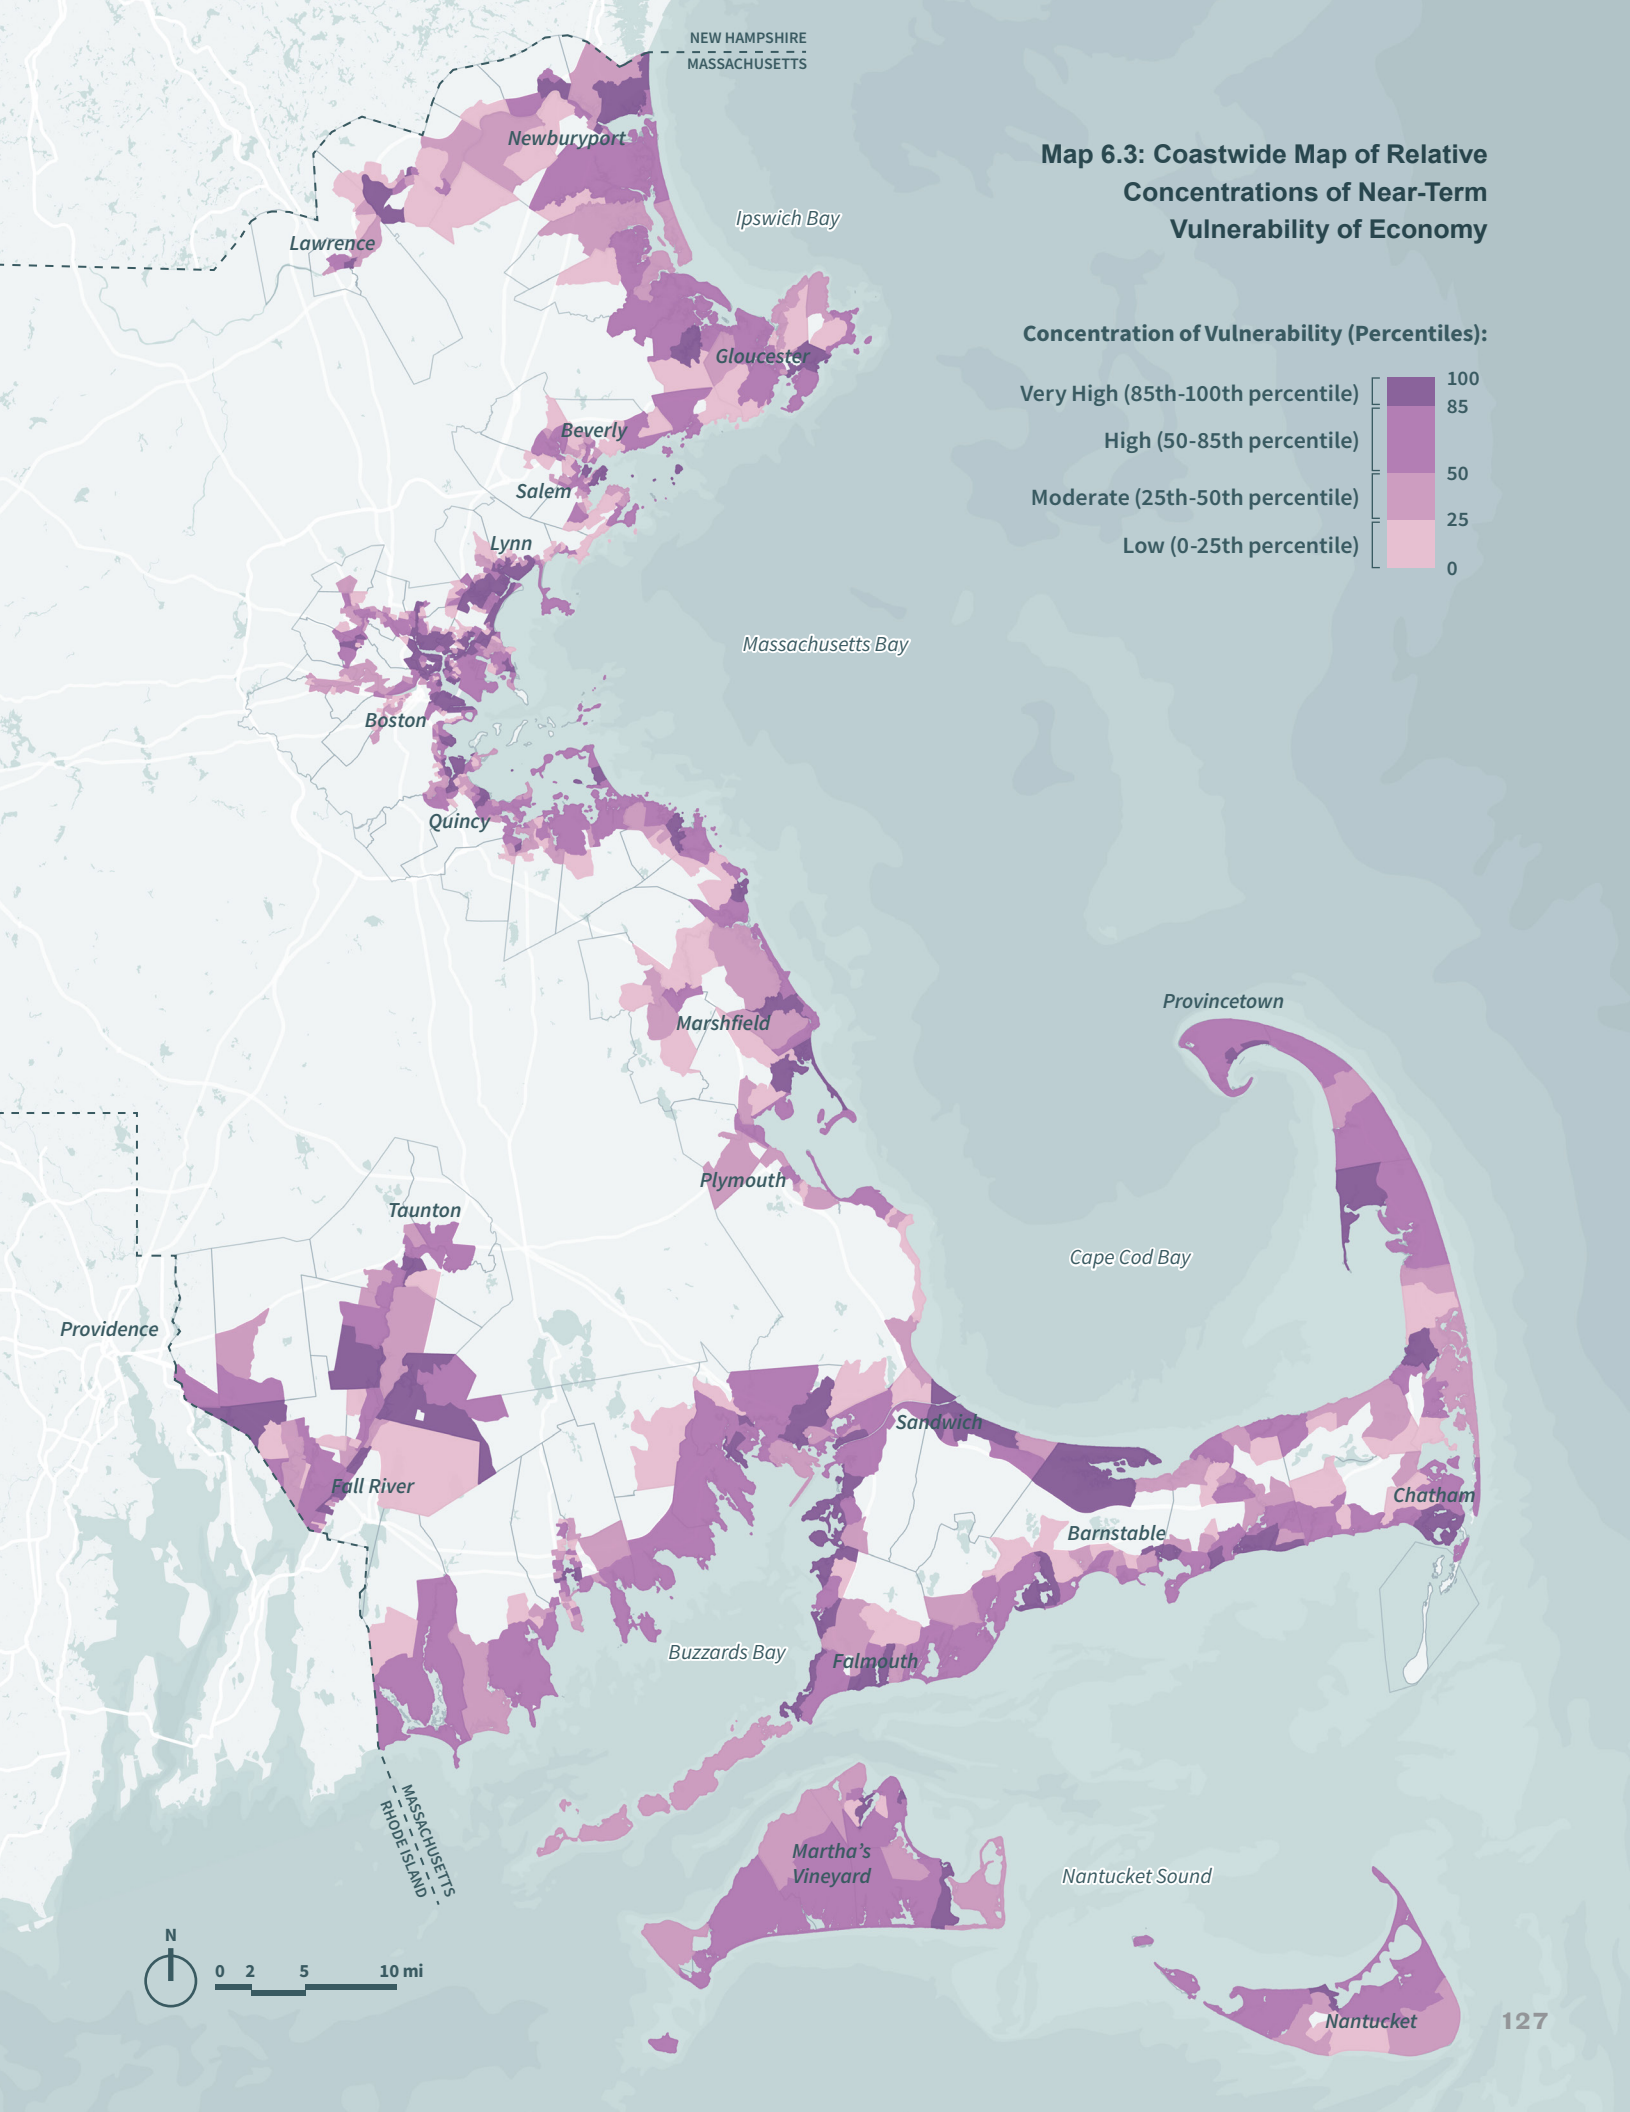 NEW HAMPSHIRE
MASSACHUSETTS
Map 6.3: Coastwide Map of Relative
Concentrations of Near-Term
Vulnerability of Economy
Concentration of Vulnerability (Percentiles):
Very High (85th-100th percentile)
High (50-85th percentile)
Moderate (25th-50th percentile)
Low (0-25th percentile)
100
85
50
25
0
Newburyport
Ipswich Bay
Lawrence
Gloucester
Beverly
Salem
Lynn
Massachusetts Bay
Boston
Quincy
Provincetown
Marshfield
Plymouth
Taunton
Cape Cod Bay
Providence
Sandwich
Fall River
Chatham
Barnstable
Buzzards Bay
Falmouth
MASSACHUSETTS
RHODE ISLAND
Martha's
Vineyard
Nantucket Sound
N
0 2 5 10 mi
Nantucket
127